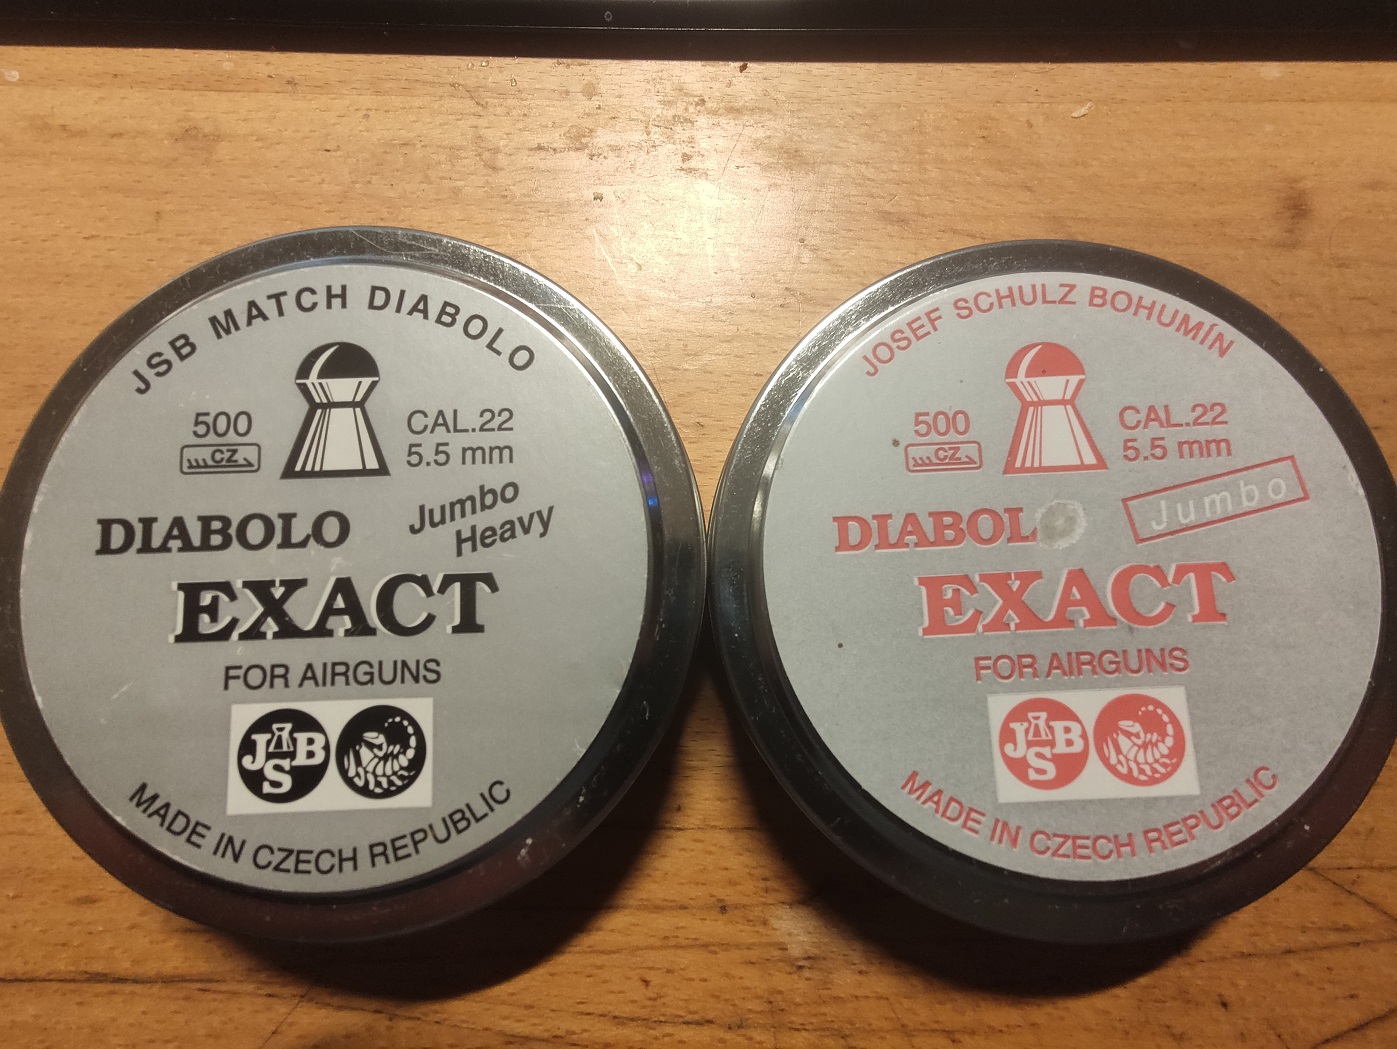 JSB MATCH DIABOLO
500
CZ
CAL.22
5.5 mm
DIABOLO
Jumbo
Heavy
EXACT
FOR AIRGUNS
JSB
MADE IN CZECH REPUBLIC
JOSEF SCHULZ BOHUMÍN
500
CZ
CAL.22
5.5 mm
DIABOL
Jumbo
EXACT
FOR AIRGUNS
JSB
MADE IN CZECH REPUBLIC